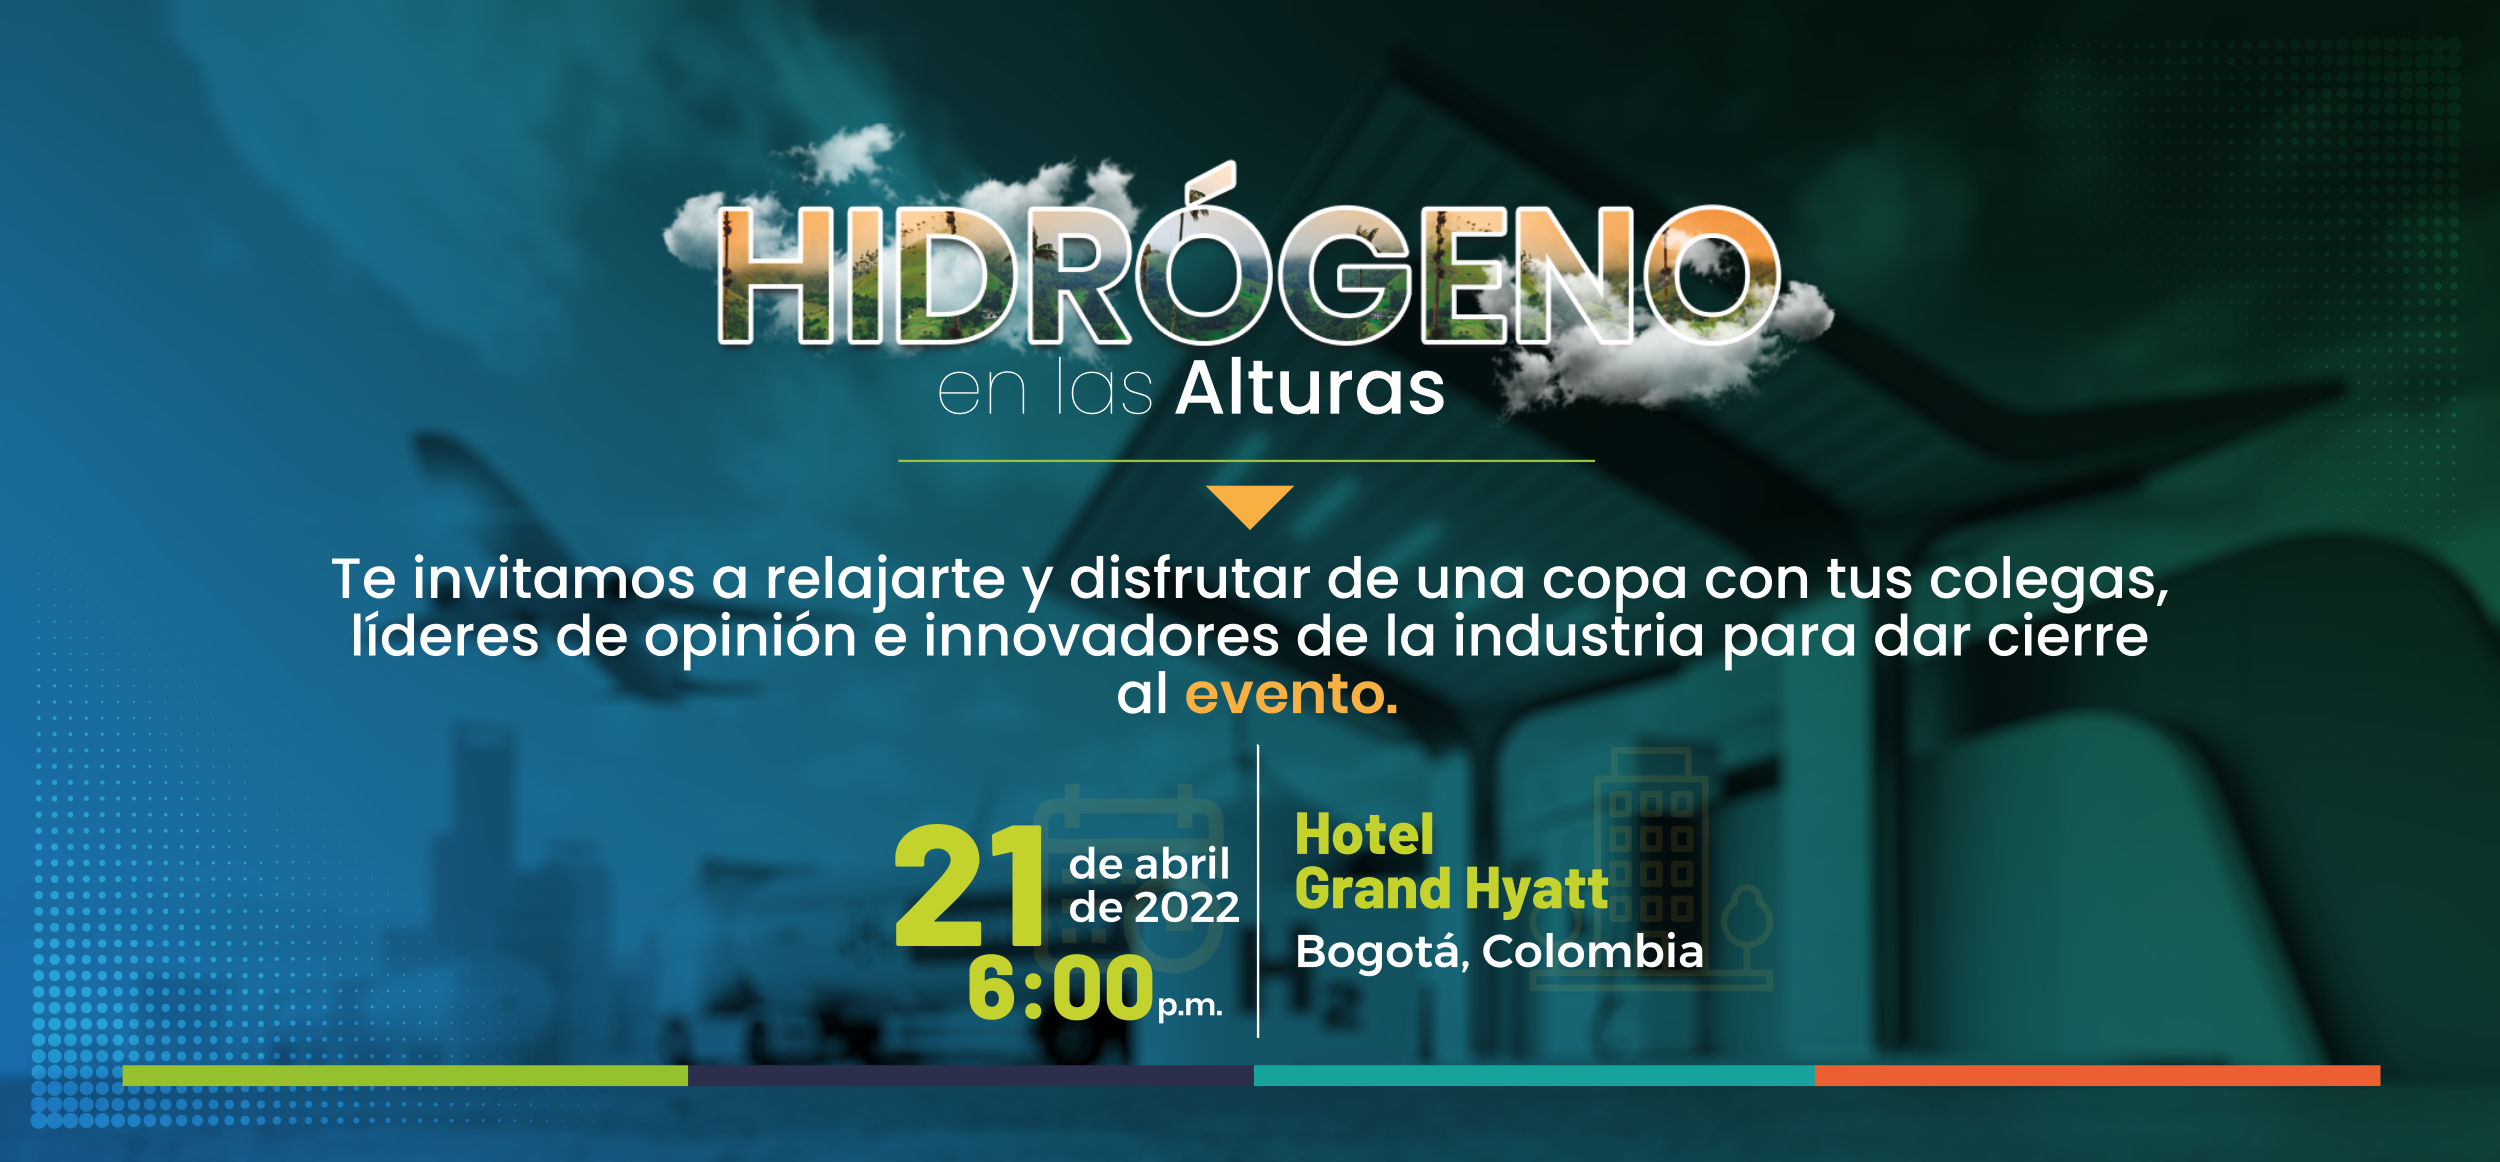 HIDRÓGENO
en las Alturas
Te invitamos a relajarte y disfrutar de una copa con tus colegas,
líderes de opinión e innovadores de la industria para dar cierre
al evento.
21 de abril
de 2022
6:00 p.m.
Hotel
Grand Hyatt
Bogotá, Colombia
H₂